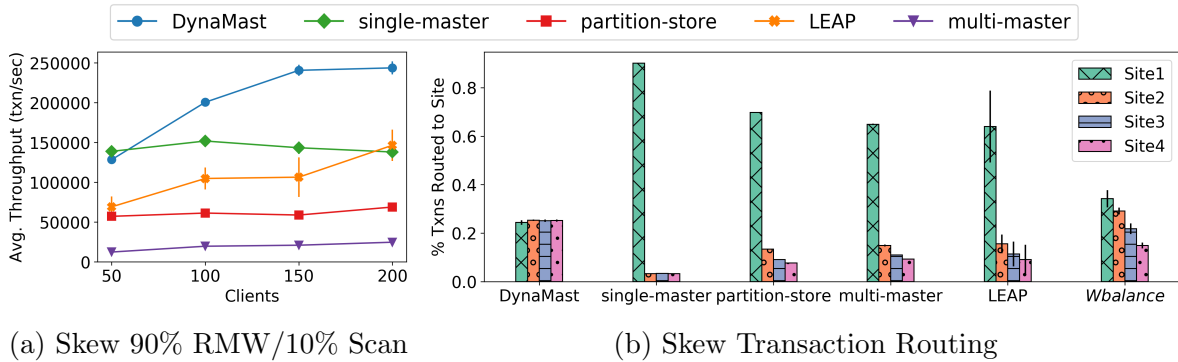 DynaMast single-master partition-store LEAP multi-master
Avg. Throughput (txn/sec)
250000
200000
150000
100000
50000
0
50 100 150 200
Clients
% Txns Routed to Site
0.8
0.6
0.4
0.2
0.0
Site1
Site2
Site3
Site4
DynaMast single-master partition-store multi-master LEAP Wbalance
(a) Skew 90% RMW/10% Scan
(b) Skew Transaction Routing